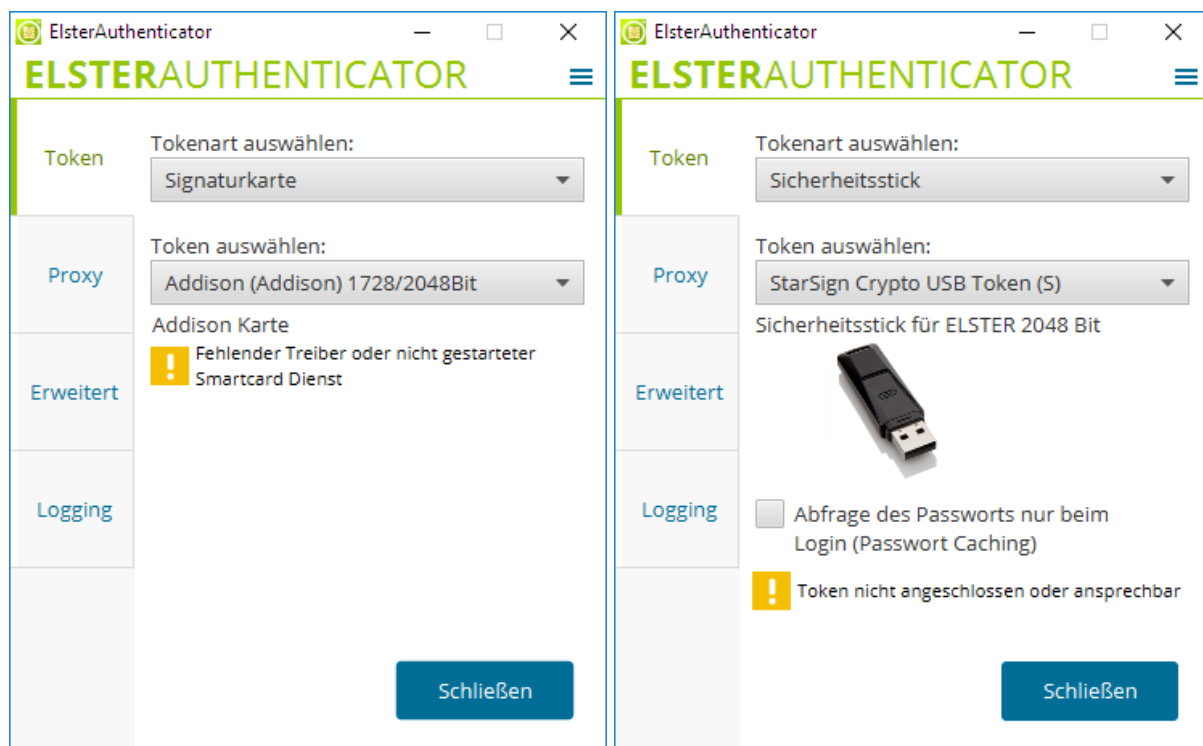 ElsterAuthenticator
ELSTERAUTHENTICATOR
Token
Proxy
Erweitert
Logging
Tokenart auswählen:
Signaturkarte
Token auswählen:
Addison (Addison) 1728/2048Bit
Addison Karte
Fehlender Treiber oder nicht gestarteter
Smartcard Dienst
Schließen
ElsterAuthenticator
ELSTERAUTHENTICATOR
Token
Proxy
Erweitert
Logging
Tokenart auswählen:
Sicherheitsstick
Token auswählen:
StarSign Crypto USB Token (S)
Sicherheitsstick für ELSTER 2048 Bit
Abfrage des Passworts nur beim
Login (Passwort Caching)
Token nicht angeschlossen oder ansprechbar
Schließen